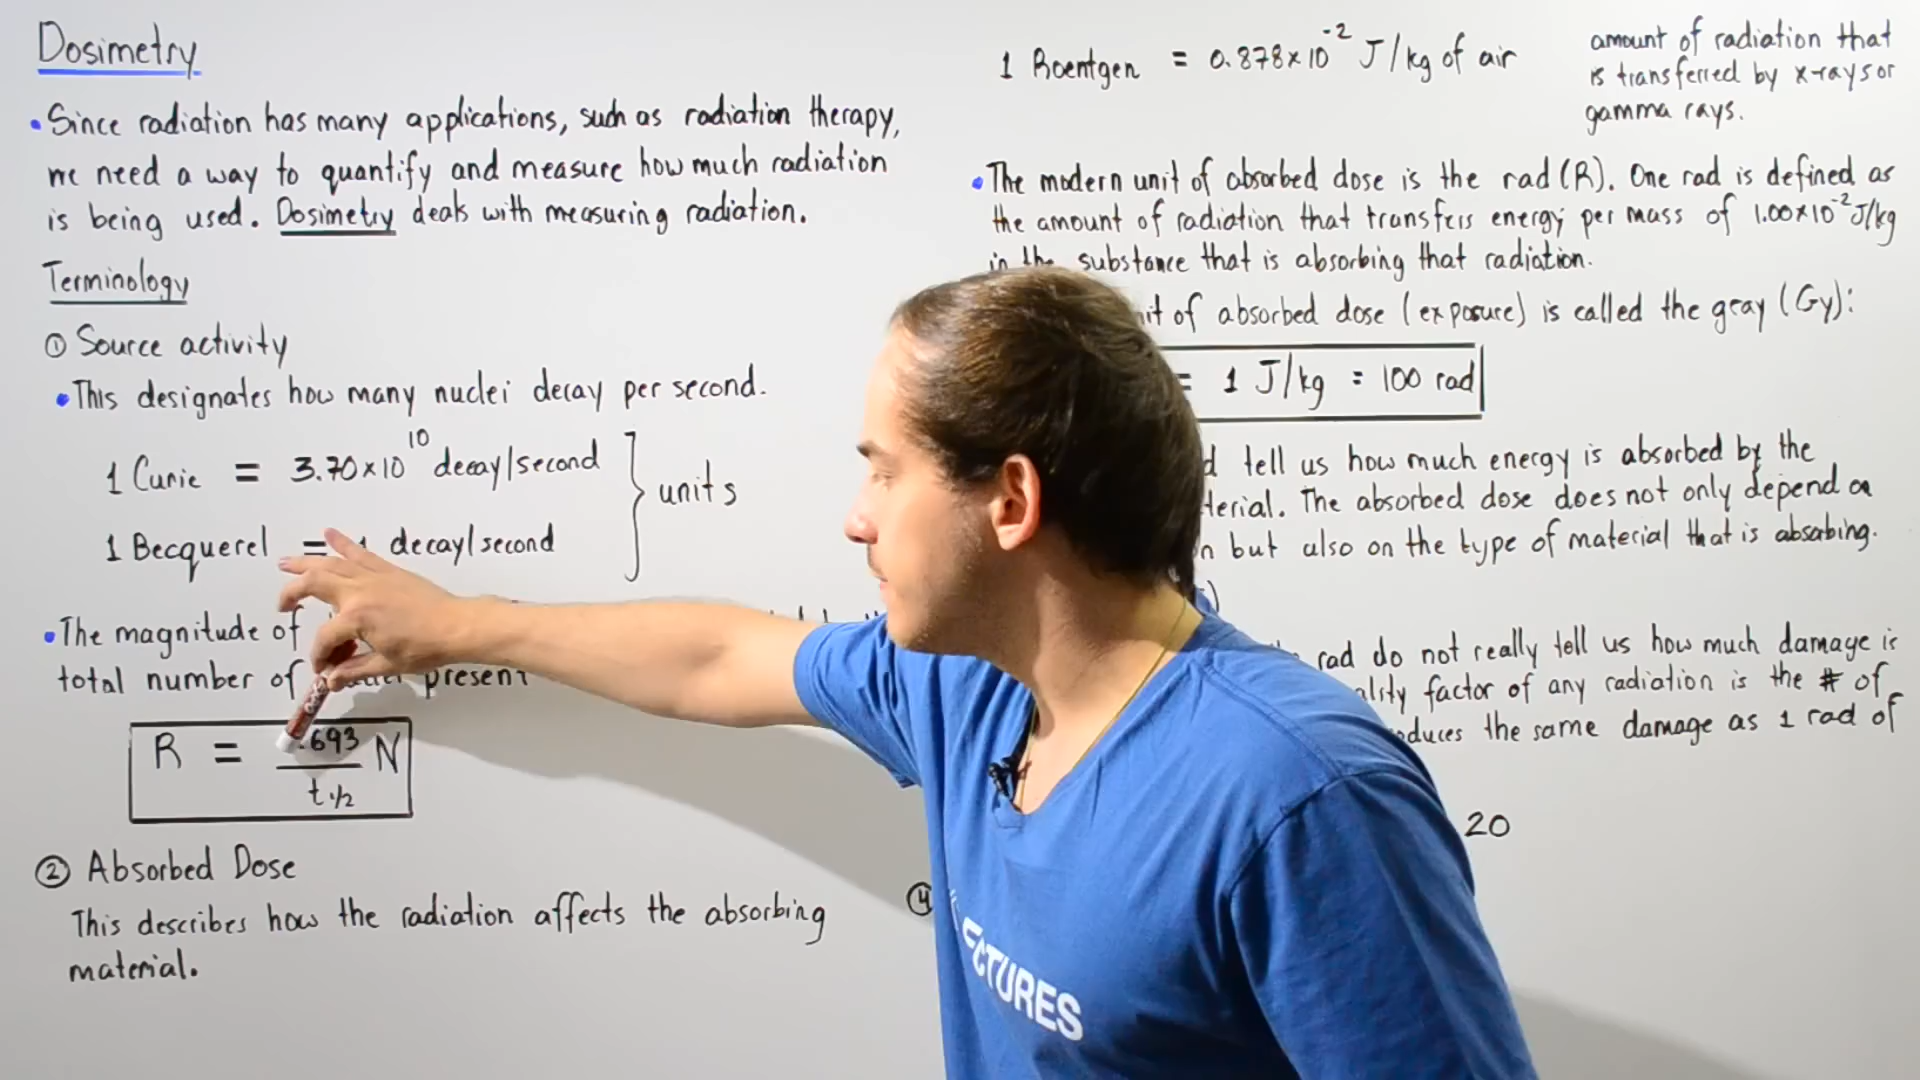 Dosimetry
• Since radiation has many applications, such as radiation therapy,
we need a way to quantify and measure how much radiation
is being used. Dosimetry deals with measuring radiation.
Terminology
① Source activity
• This designates how many nuclei decay per second.
1 Curie = 3.70×10^10 decay/second
1 Becquerel = 1 decay/second
units
• The magnitude of
total number of present
R = .693 / t 1/2 N
② Absorbed Dose
This describes how the radiation affects the absorbing
material.
1 Roentgen = 0.878×10^-2 J/kg of air
amount of radiation that
is transferred by x-rays or
gamma rays.
• The modern unit of absorbed dose is the rad (R). One rad is defined as
the amount of radiation that transfers energy per mass of 1.00×10^-2 J/kg
in the substance that is absorbing that radiation.
of absorbed dose (exposure) is called the gray (Gy):
= 1 J/kg = 100 rad
tell us how much energy is absorbed by the
The absorbed dose does not only depend on
but also on the type of material that is absorbing.
rad do not really tell us how much damage is
factor of any radiation is the # of
the same damage as 1 rad of
20
④